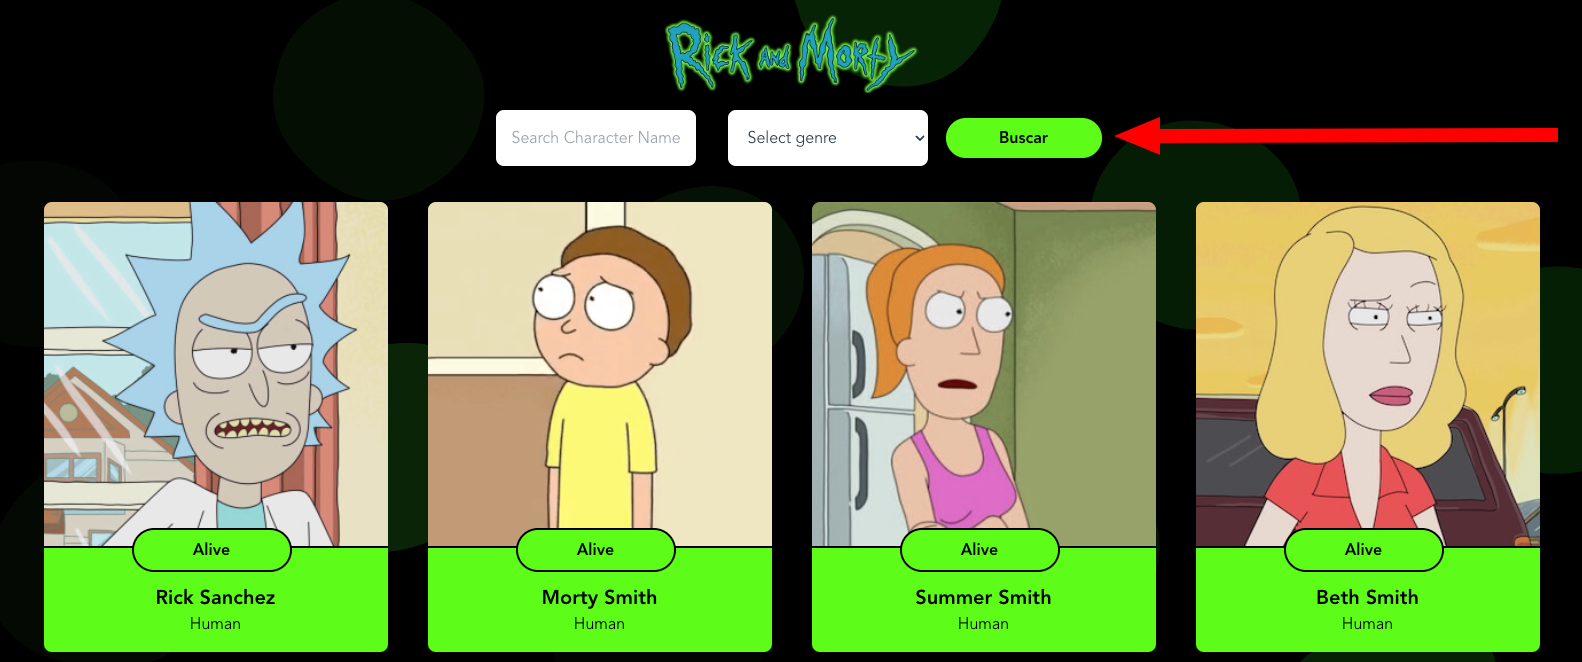 Rick and Morty
Search Character Name
Select genre
Buscar
Alive
Rick Sanchez
Human
Alive
Morty Smith
Human
Alive
Summer Smith
Human
Alive
Beth Smith
Human